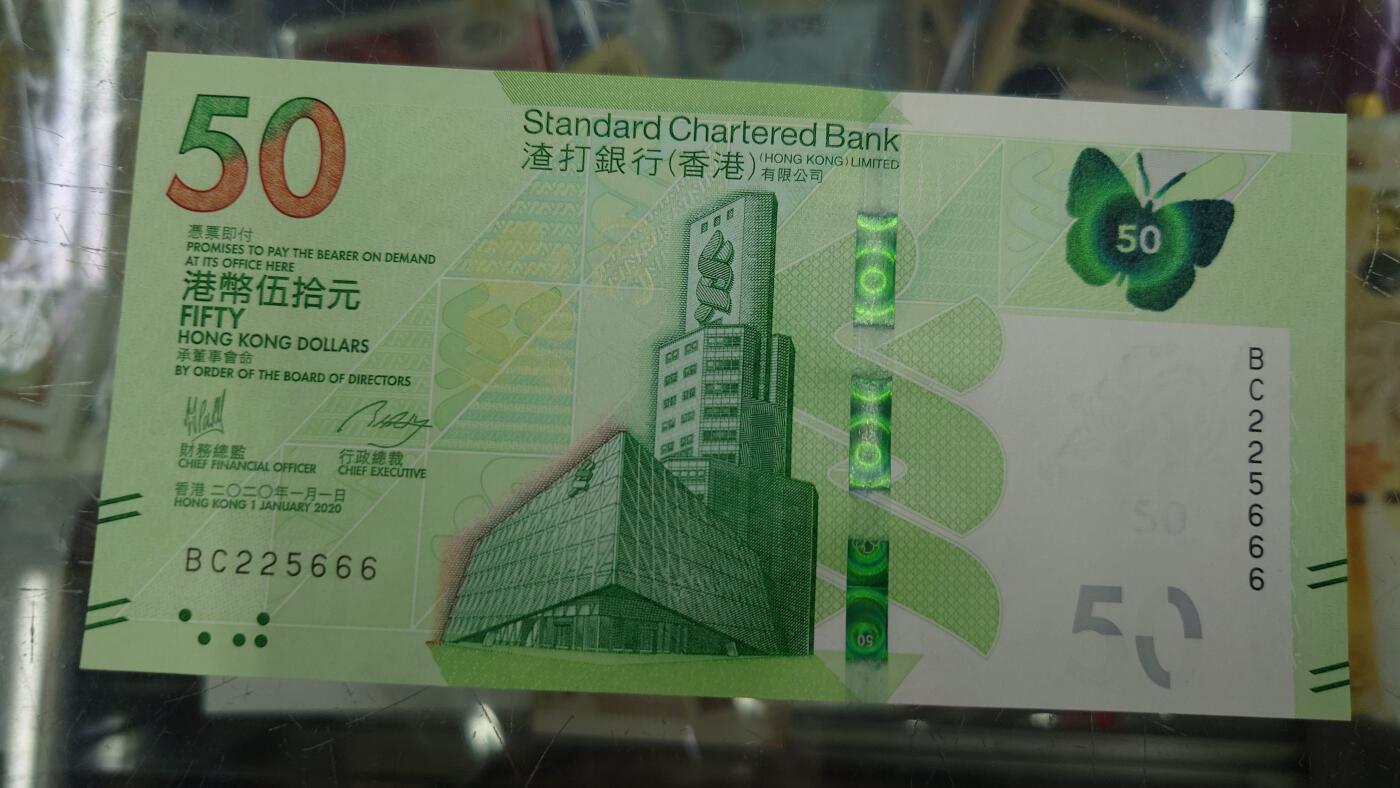 50
Standard Chartered Bank
渣打銀行(香港) (HONG KONG) LIMITED
有限公司
憑票即付
PROMISES TO PAY THE BEARER ON DEMAND
AT ITS OFFICE HERE
港幣伍拾元
FIFTY
HONG KONG DOLLARS
承董事會命
BY ORDER OF THE BOARD OF DIRECTORS
財務總監
CHIEF FINANCIAL OFFICER
行政總裁
CHIEF EXECUTIVE
香港 二〇二〇年一月一日
HONG KONG 1 JANUARY 2020
BC225666
50
50
BC225666
50
50